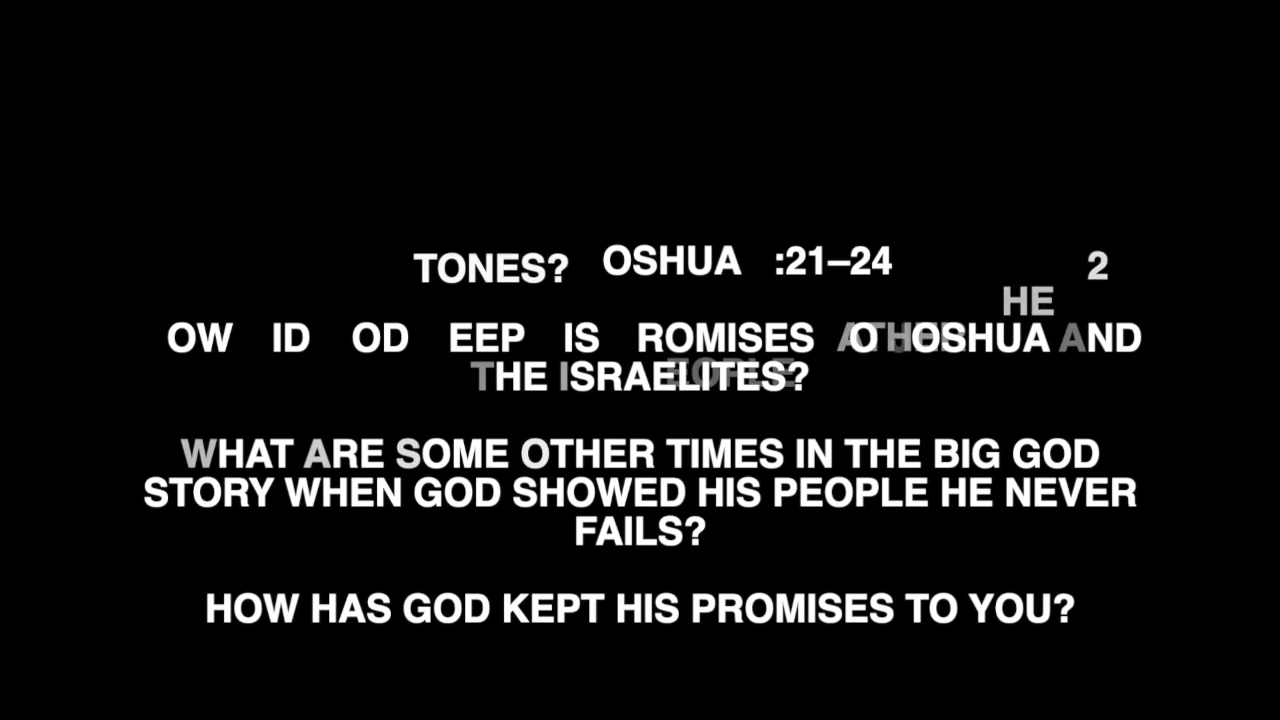 TONES? OSHUA :21–24 2
HE
OW ID OD EEP IS ROMISES O OSHUA AND
THE ISRAELITES?
WHAT ARE SOME OTHER TIMES IN THE BIG GOD
STORY WHEN GOD SHOWED HIS PEOPLE HE NEVER
FAILS?
HOW HAS GOD KEPT HIS PROMISES TO YOU?